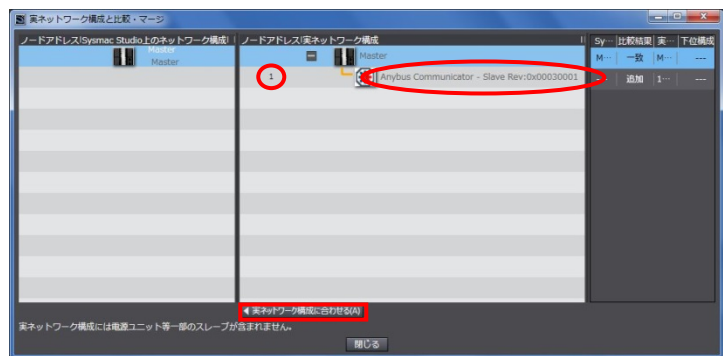 実ネットワーク構成と比較・マージ
ノードアドレス|Sysmac Studio上のネットワーク構成|
Master
Master
ノードアドレス|実ネットワーク構成
Master
1
Anybus Communicator - Slave Rev:0x00030001
Sy… 比較結果 実… 下位構成
M… 一致 M… ---
--- 追加 1… ---
実ネットワーク構成に合わせる(A)
実ネットワーク構成には電源ユニット等一部のスレーブが含まれません。
閉じる